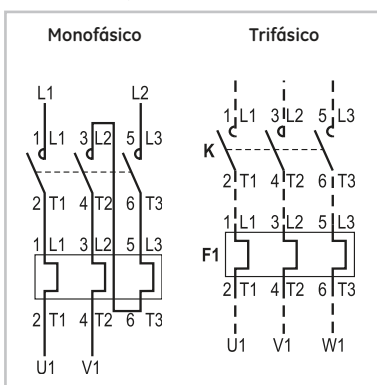 Monofásico
L1 L2
1 L1 3 L2 5 L3
2 T1 4 T2 6 T3
1 L1 3 L2 5 L3
2 T1 4 T2 6 T3
U1 V1
Trifásico
1 L1 3 L2 5 L3
K
2 T1 4 T2 6 T3
1 L1 3 L2 5 L3
F1
2 T1 4 T2 6 T3
U1 V1 W1